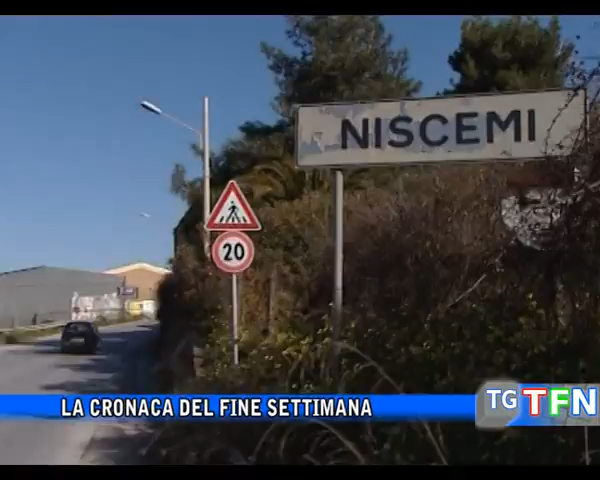 NISCEMI
20
LA CRONACA DEL FINE SETTIMANA
TG TFN